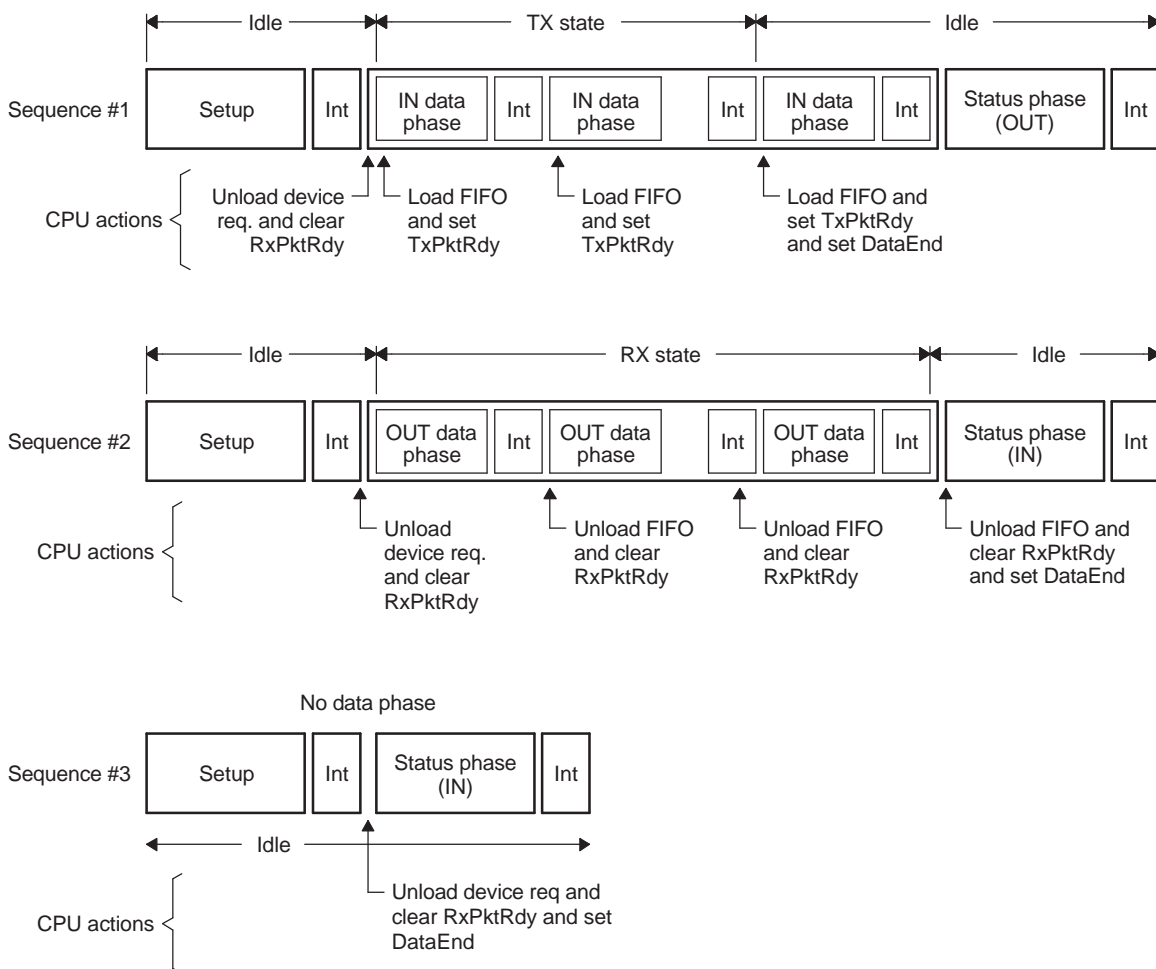 Idle TX state Idle
Sequence #1 Setup Int IN data phase Int IN data phase Int IN data phase Int Status phase (OUT) Int
CPU actions
Unload device
req. and clear
RxPktRdy
Load FIFO
and set
TxPktRdy
Load FIFO
and set
TxPktRdy
Load FIFO and
set TxPktRdy
and set DataEnd
Idle RX state Idle
Sequence #2 Setup Int OUT data phase Int OUT data phase Int OUT data phase Int Status phase (IN) Int
CPU actions
Unload
device req.
and clear
RxPktRdy
Unload FIFO
and clear
RxPktRdy
Unload FIFO
and clear
RxPktRdy
Unload FIFO and
clear RxPktRdy
and set DataEnd
No data phase
Sequence #3 Setup Int Status phase (IN) Int
Idle
CPU actions
Unload device req and
clear RxPktRdy and set
DataEnd